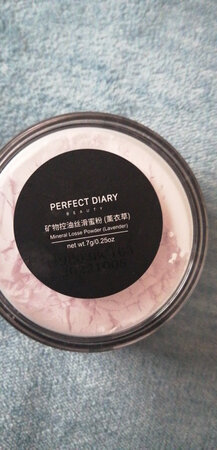 PERFECT DIARY
BEAUTY
矿物控油丝滑蜜粉 (薰衣草)
Mineral Losse Powder (Lavender)
net wt.7g/0.25oz